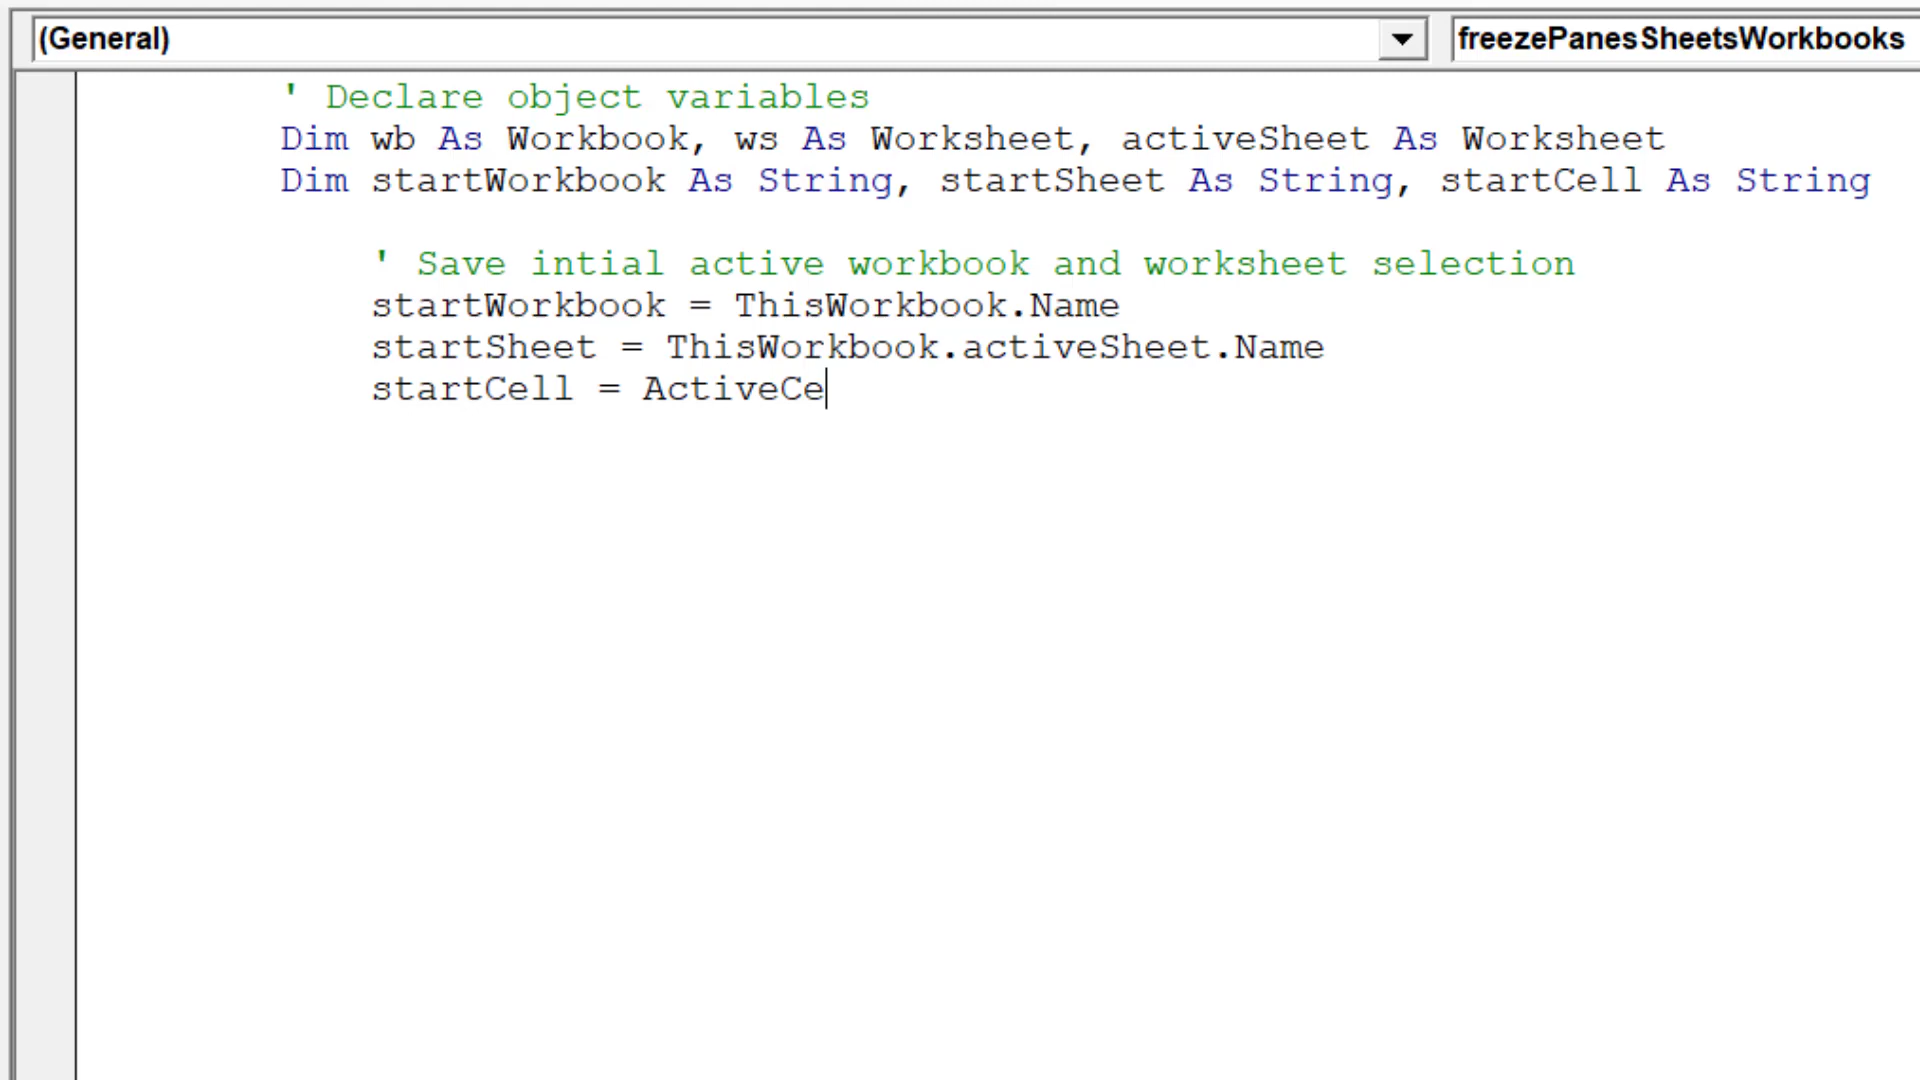 (General)
freezePanesSheetsWorkbooks
' Declare object variables
Dim wb As Workbook, ws As Worksheet, activeSheet As Worksheet
Dim startWorkbook As String, startSheet As String, startCell As String
' Save intial active workbook and worksheet selection
startWorkbook = ThisWorkbook.Name
startSheet = ThisWorkbook.activeSheet.Name
startCell = ActiveCe